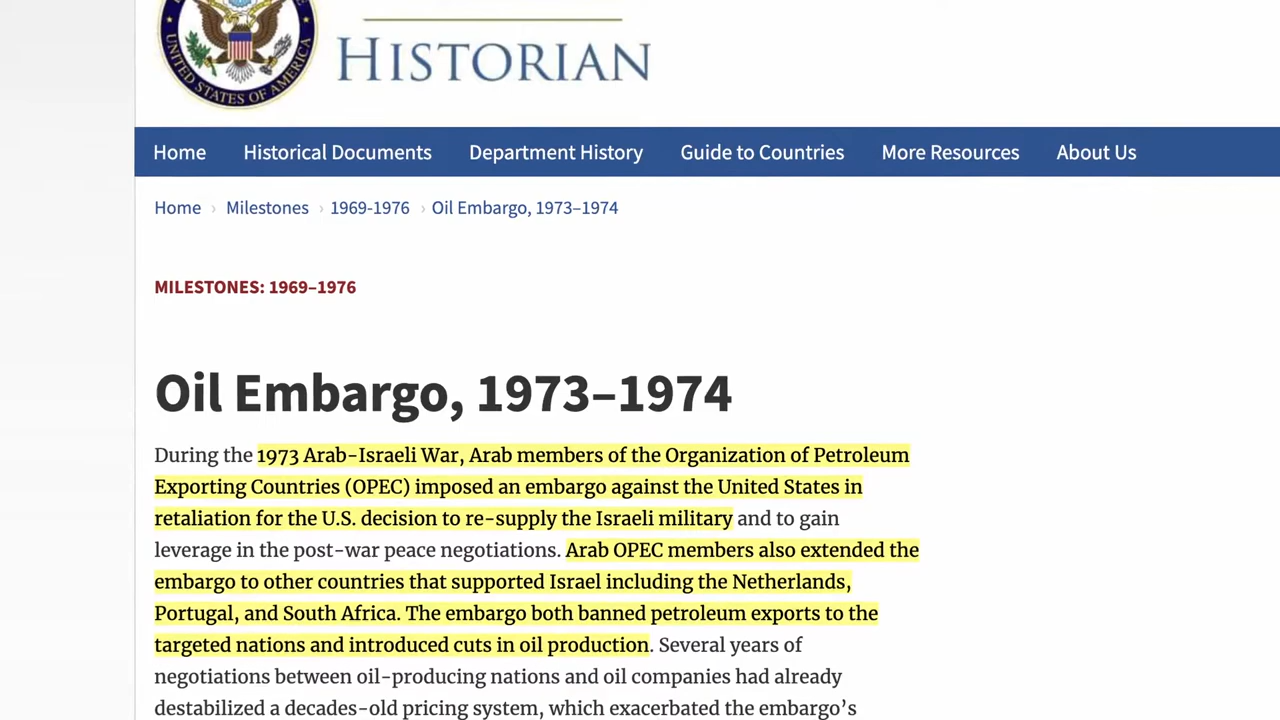 UNITED STATES OF AMERICA
HISTORIAN
Home Historical Documents Department History Guide to Countries More Resources About Us
Home › Milestones › 1969-1976 › Oil Embargo, 1973–1974
MILESTONES: 1969–1976
Oil Embargo, 1973–1974
During the 1973 Arab-Israeli War, Arab members of the Organization of Petroleum
Exporting Countries (OPEC) imposed an embargo against the United States in
retaliation for the U.S. decision to re-supply the Israeli military and to gain
leverage in the post-war peace negotiations. Arab OPEC members also extended the
embargo to other countries that supported Israel including the Netherlands,
Portugal, and South Africa. The embargo both banned petroleum exports to the
targeted nations and introduced cuts in oil production. Several years of
negotiations between oil-producing nations and oil companies had already
destabilized a decades-old pricing system, which exacerbated the embargo’s